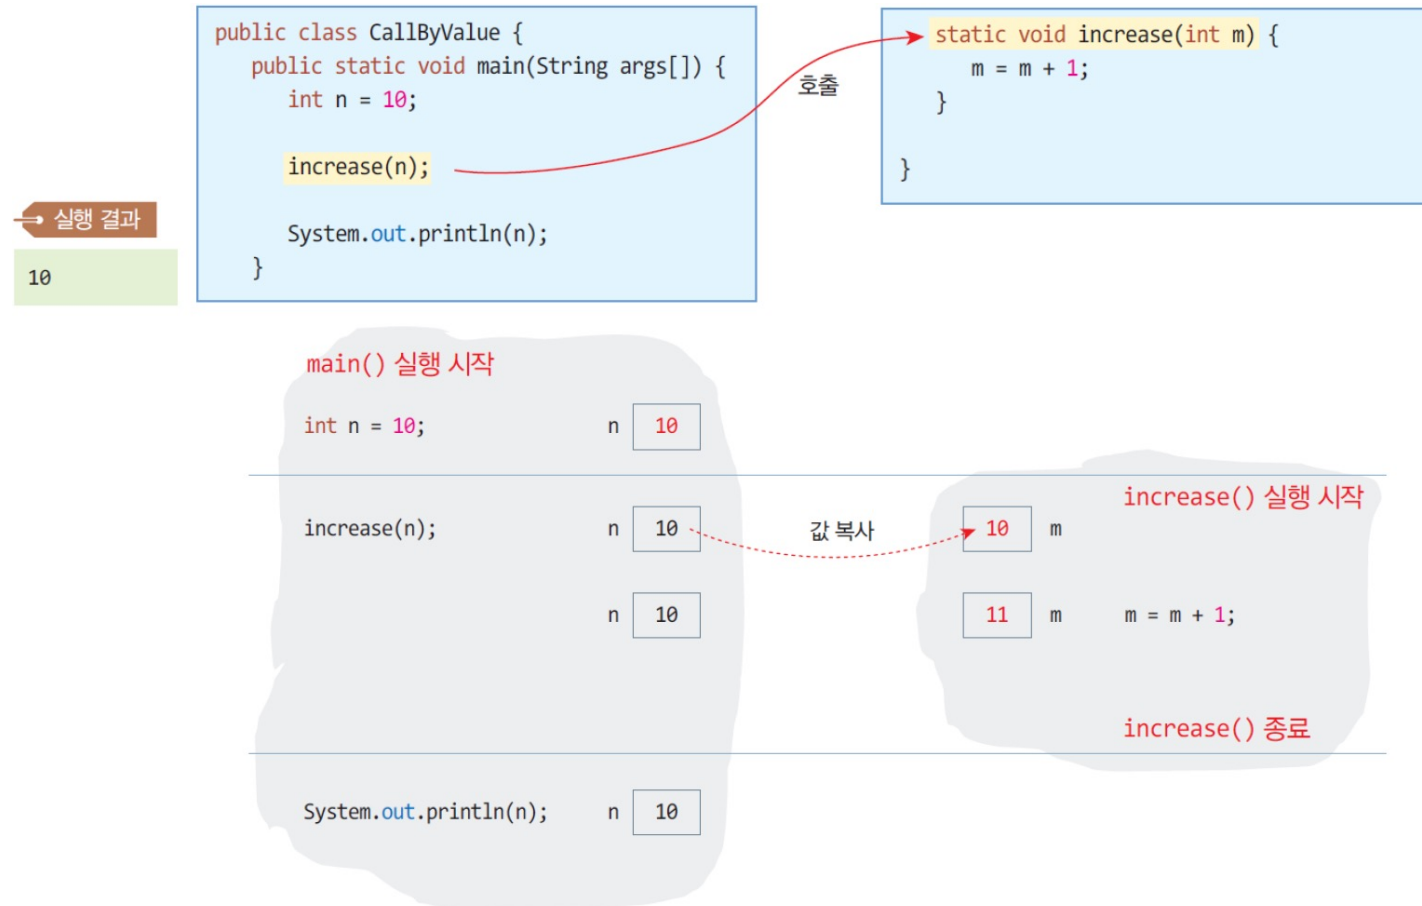 public class CallByValue {
public static void main(String args[]) {
int n = 10;
increase(n);
System.out.println(n);
}
호출
static void increase(int m) {
m = m + 1;
}
}
실행 결과
10
main() 실행 시작
int n = 10;
n 10
increase() 실행 시작
increase(n);
n 10
값 복사
10 m
n 10
11 m
m = m + 1;
increase() 종료
System.out.println(n);
n 10